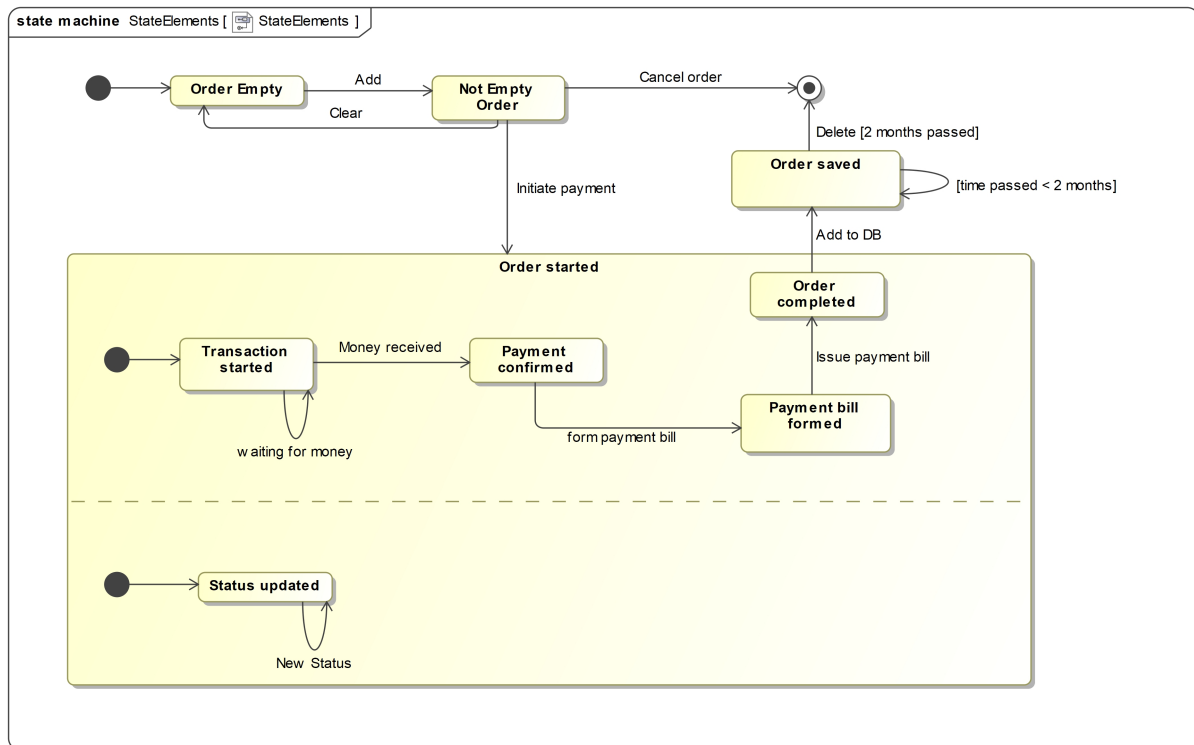 state machine StateElements [ StateElements ]
Order Empty
Add
Not Empty
Order
Cancel order
Clear
Delete [2 months passed]
Order saved
[time passed < 2 months]
Initiate payment
Add to DB
Order started
Order
completed
Transaction
started
Money received
Payment
confirmed
Issue payment bill
Payment bill
formed
form payment bill
waiting for money
Status updated
New Status